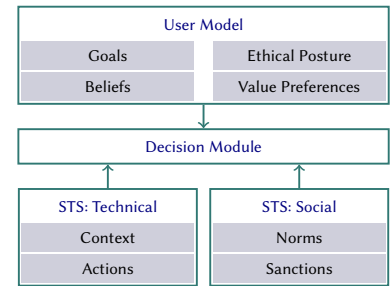 User Model
Goals
Ethical Posture
Beliefs
Value Preferences
Decision Module
STS: Technical
STS: Social
Context
Norms
Actions
Sanctions